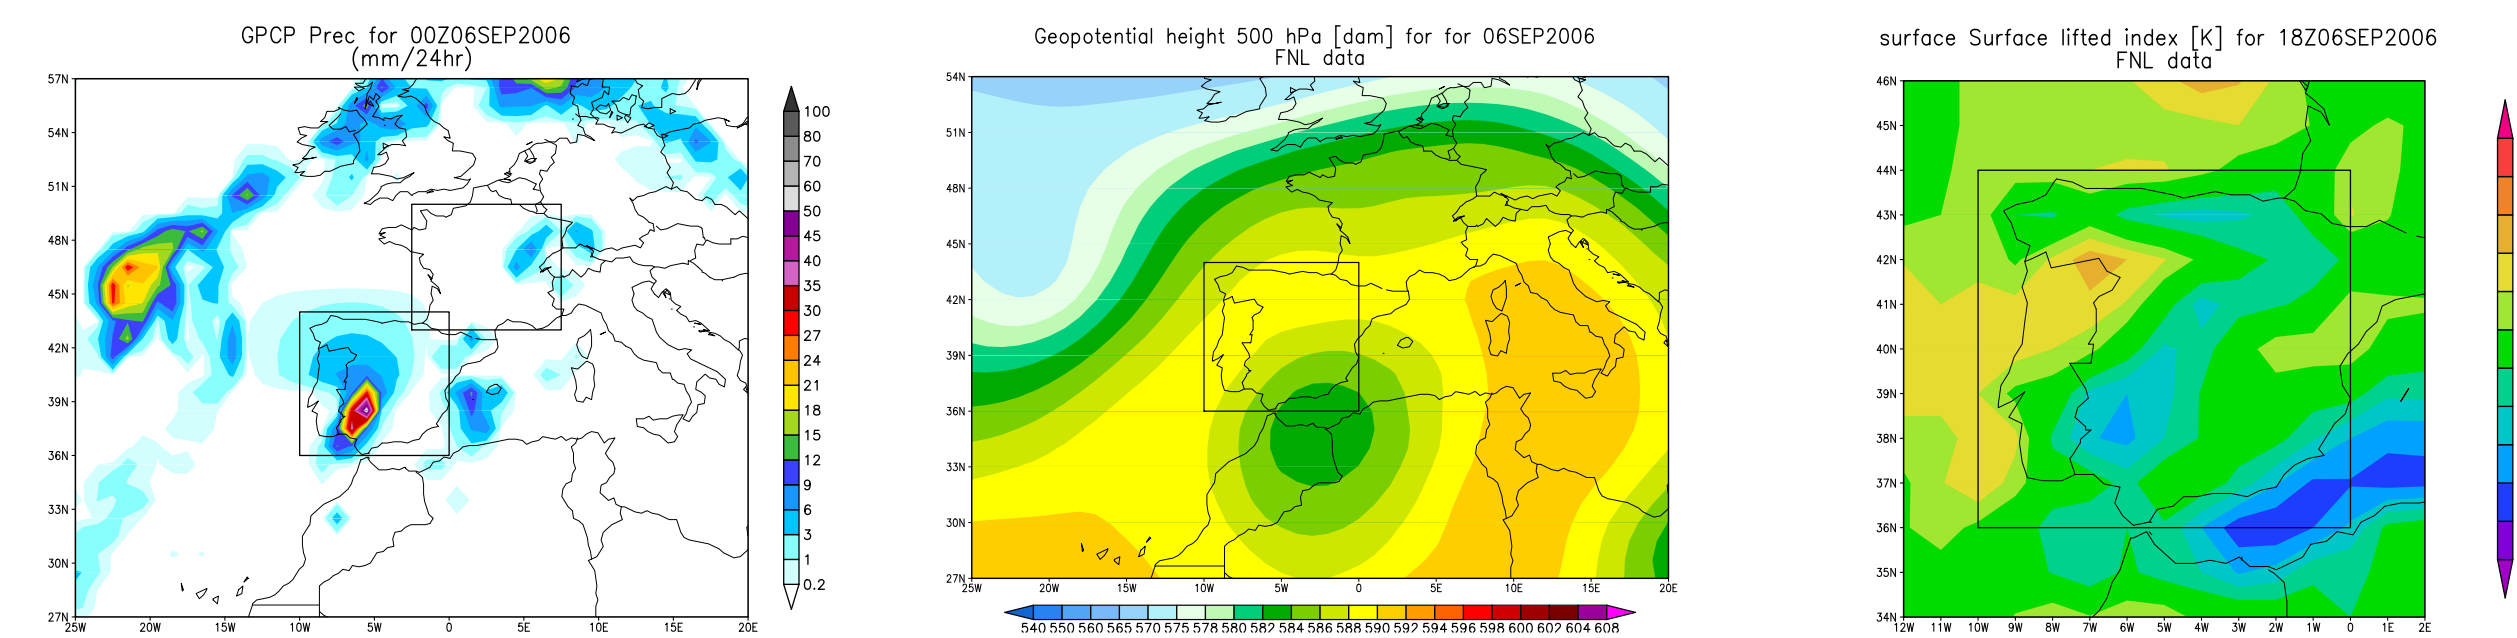 GPCP Prec for 00Z06SEP2006
(mm/24hr)
57N
54N
51N
48N
45N
42N
39N
36N
33N
30N
27N
25W 20W 15W 10W 5W 0 5E 10E 15E 20E
100
80
70
60
50
45
40
35
30
27
24
21
18
15
12
9
6
3
1
0.2
Geopotential height 500 hPa [dam] for for 06SEP2006
FNL data
54N
51N
48N
45N
42N
39N
36N
33N
30N
27N
25W 20W 15W 10W 5W 0 5E 10E 15E 20E
540 550 560 565 570 575 578 580 582 584 586 588 590 592 594 596 598 600 602 604 608
surface Surface lifted index [K] for 18Z06SEP2006
FNL data
46N
45N
44N
43N
42N
41N
40N
39N
38N
37N
36N
35N
34N
12W 11W 10W 9W 8W 7W 6W 5W 4W 3W 2W 1W 0 1E 2E